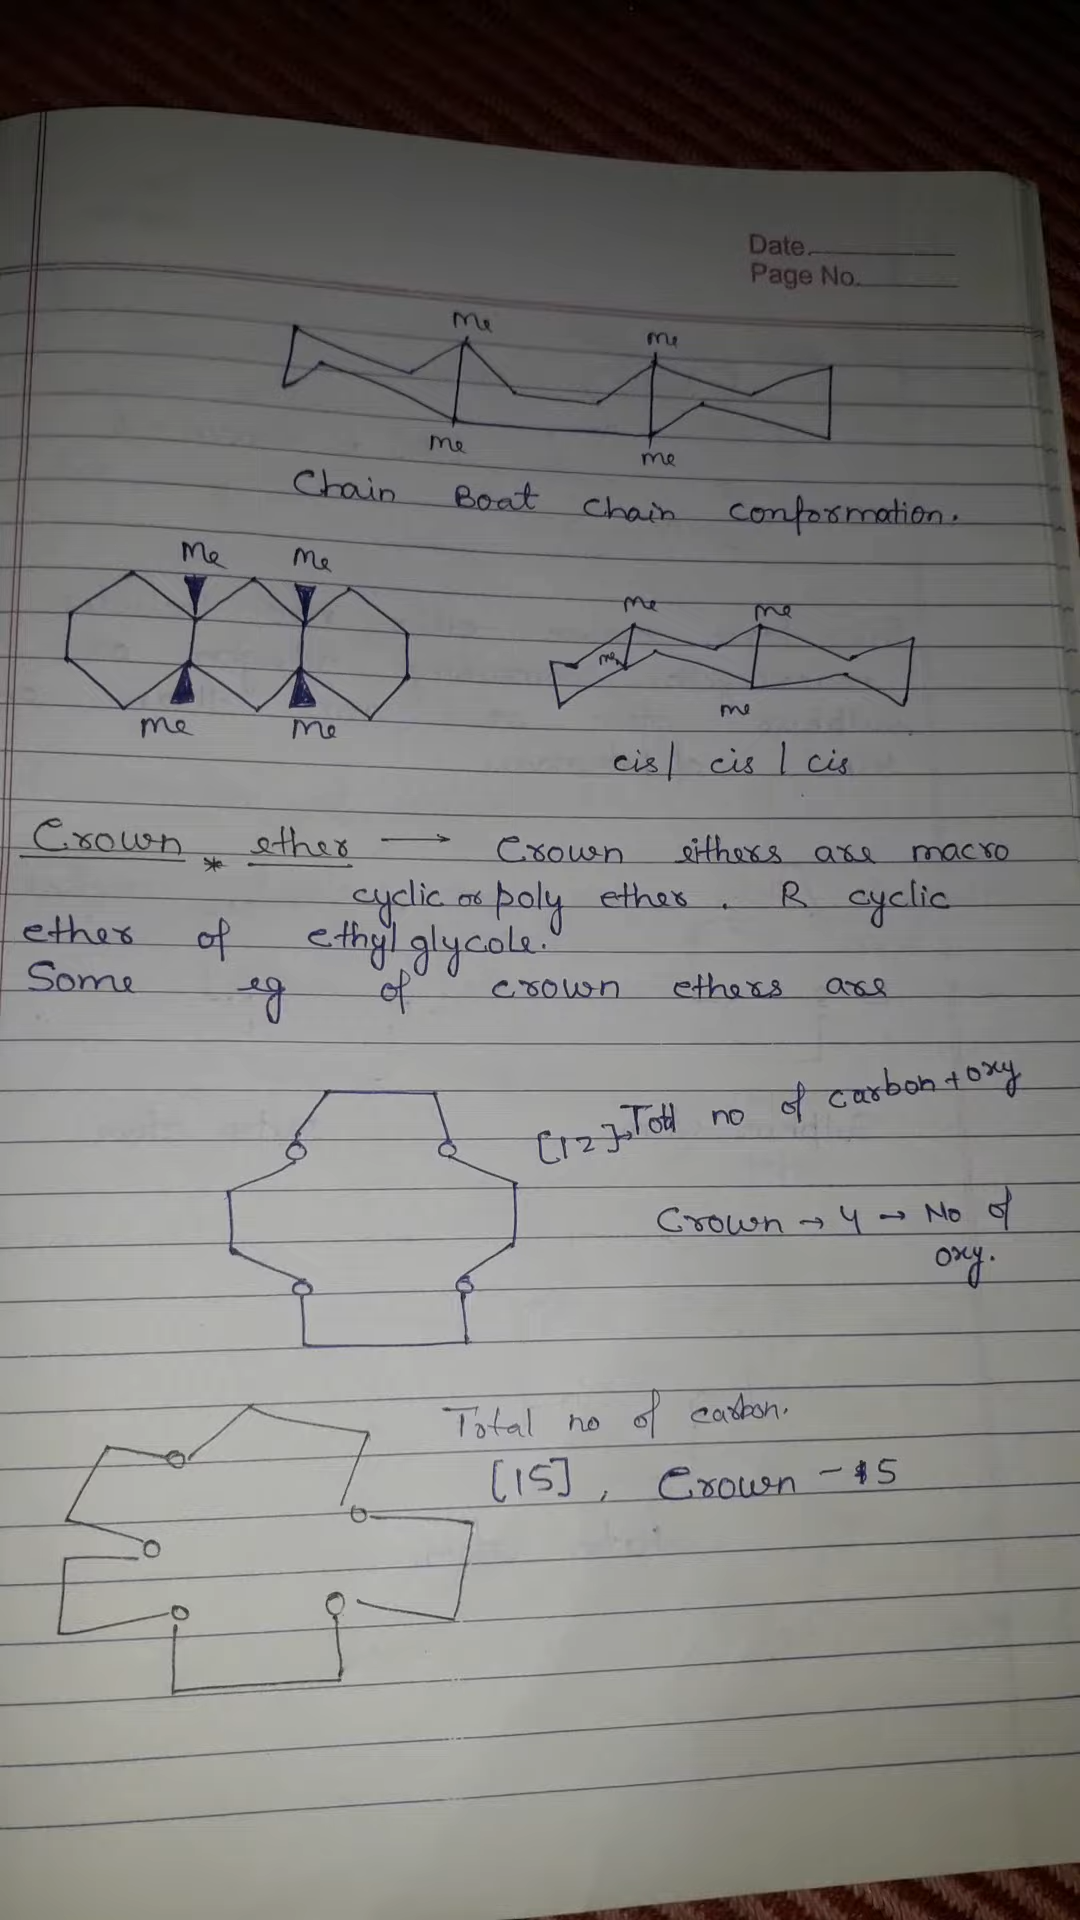 Date.
Page No.
Me
Me
Me
Me
Chain Boat Chain conformation.
Me Me
Me Me
Me Me
Me
Me
cis/ cis / cis
Crown * ether → Crown eithers are macro
cyclic or poly ether. R cyclic
ether of ethyl glycole.
Some eg of crown ethers are
[12]→ Totl no of carbon + oxy
Crown → 4 → No of
oxy.
Total no of carbon.
[15], Crown - 5